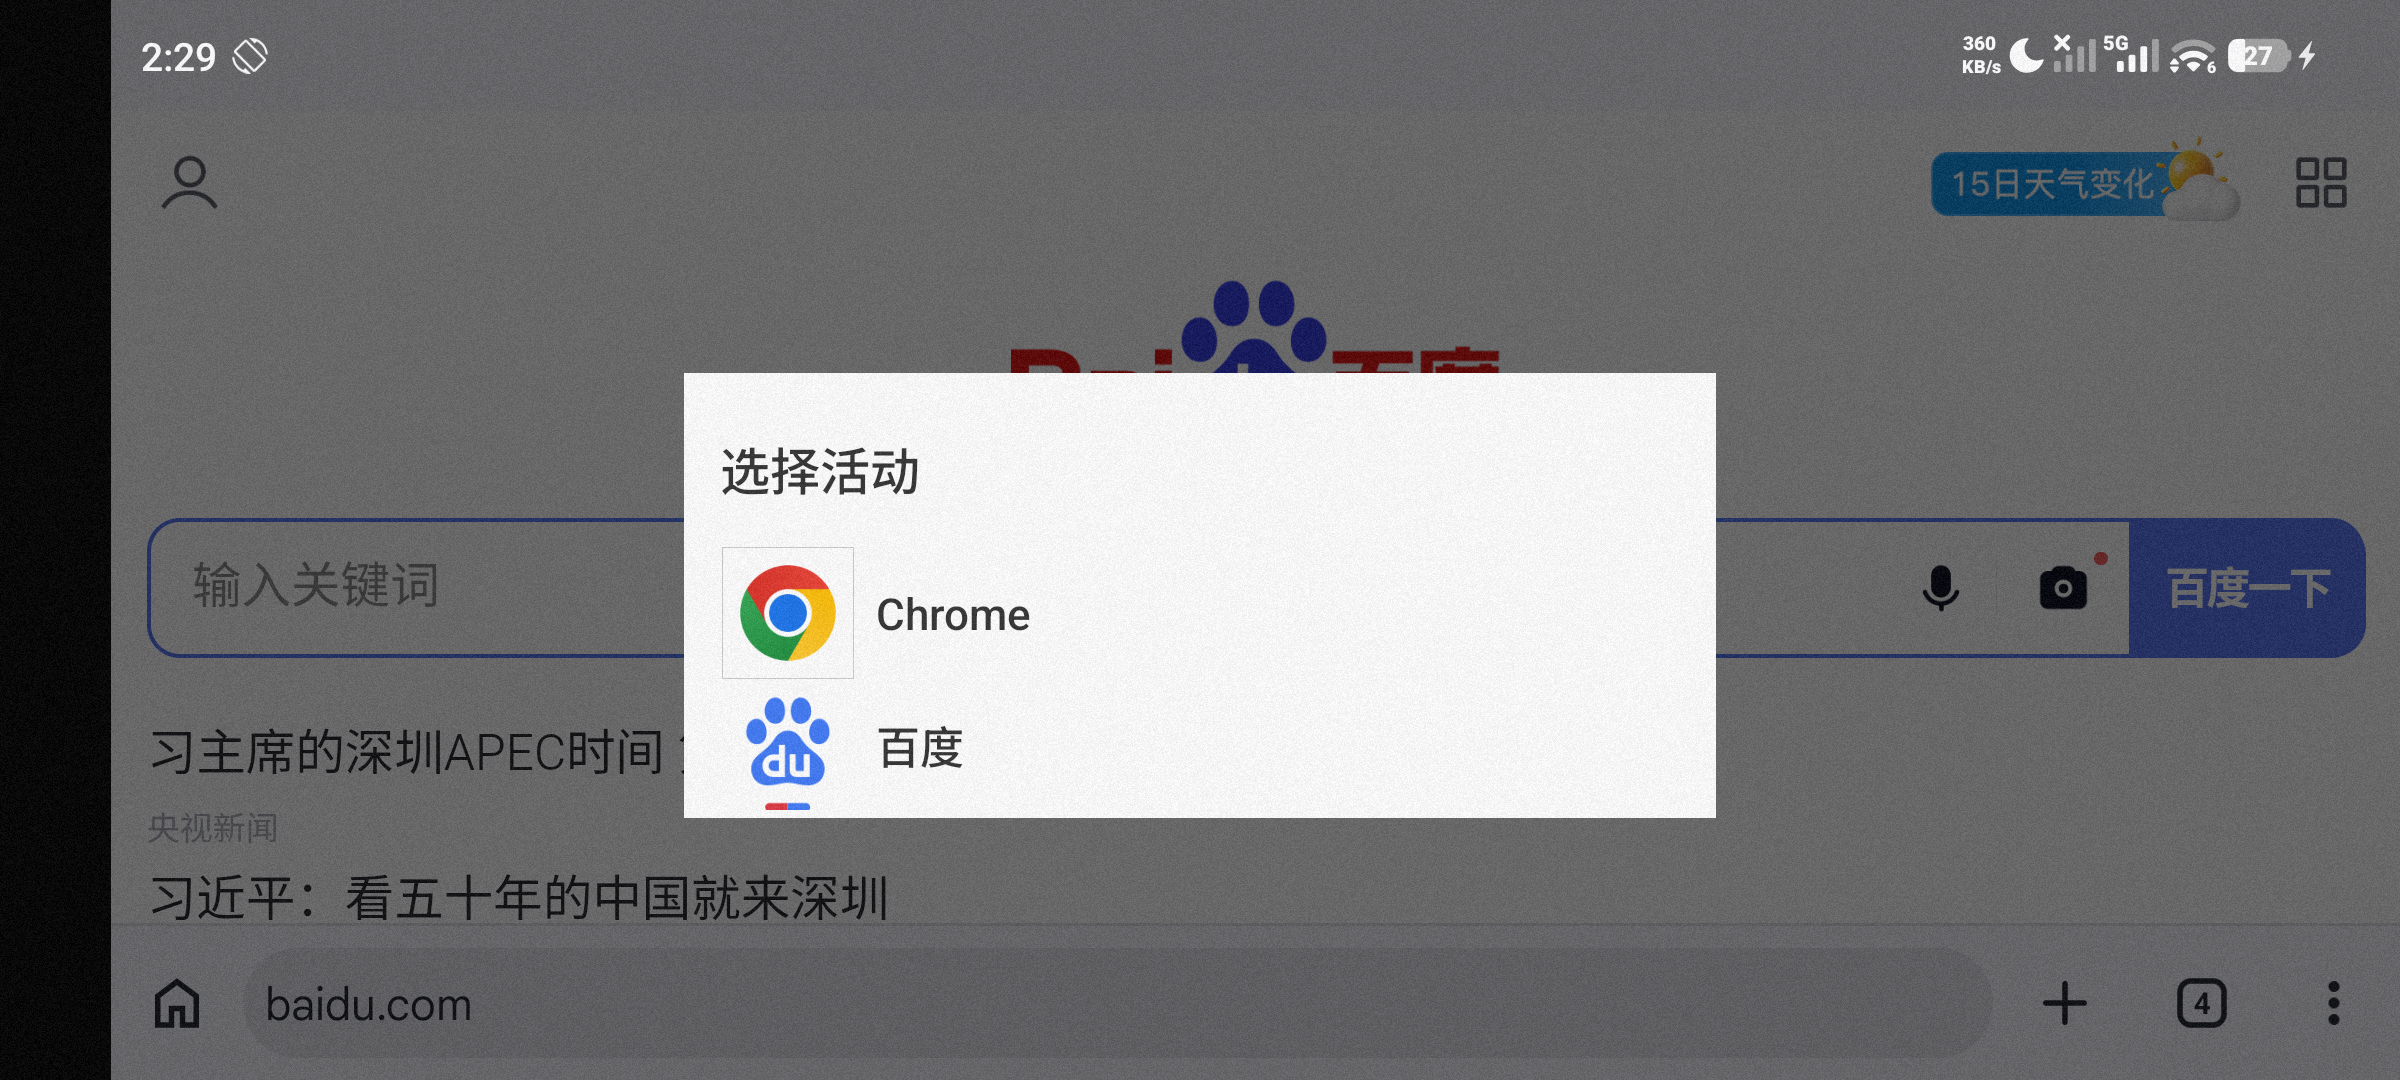 2:29
360
KB/s
5G
6
27
15日天气变化
选择活动
Chrome
du
百度
输入关键词
百度一下
习主席的深圳APEC时间
央视新闻
习近平：看五十年的中国就来深圳
baidu.com
4